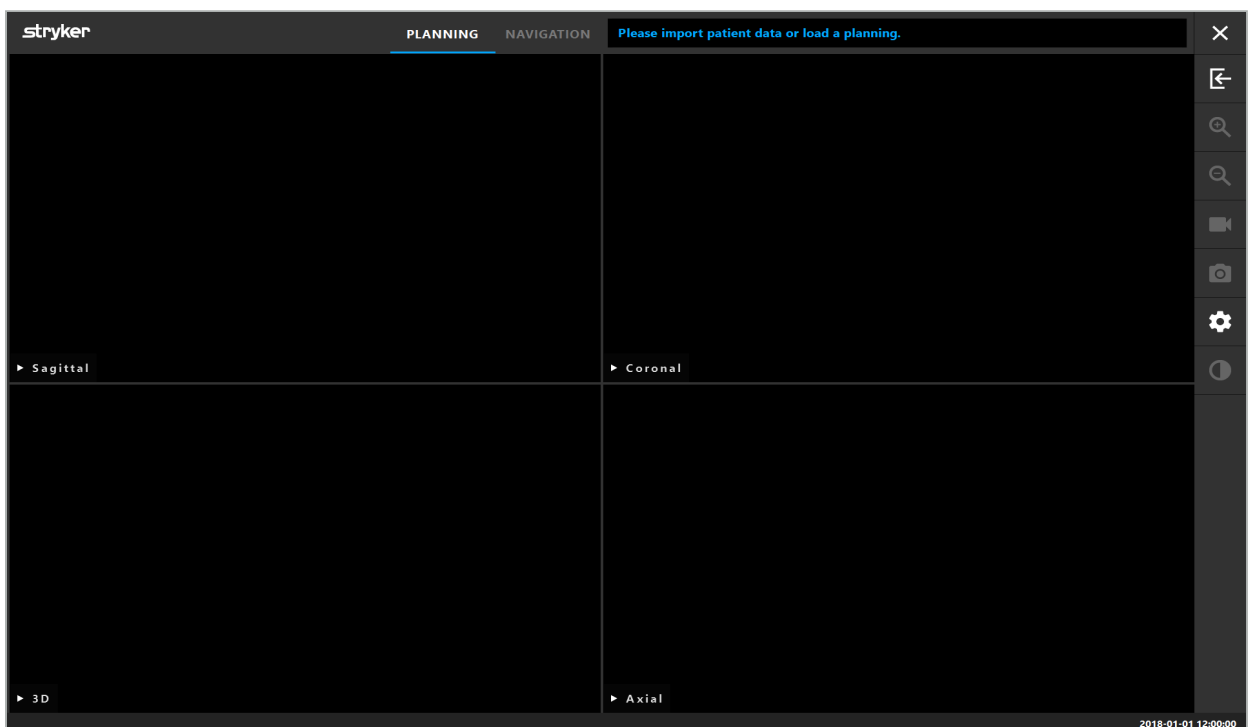 stryker
PLANNING NAVIGATION Please import patient data or load a planning.
Sagittal
Coronal
3D
Axial
2018-01-01 12:00:00